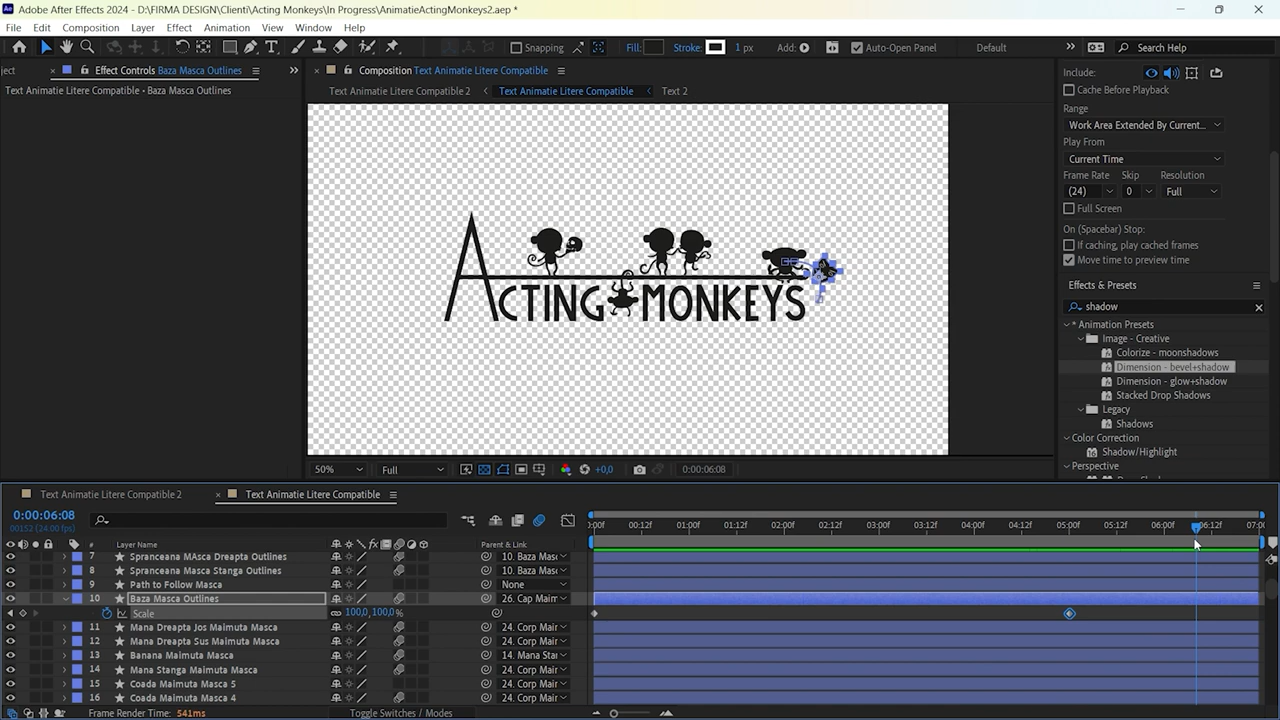 Adobe After Effects 2024 - D:\FIRMA DESIGN\Clienti\Acting Monkeys\In Progress\AnimatieActingMonkeys2.aep *
File Edit Composition Layer Effect Animation View Window Help
Snapping Fill: Stroke: 1 px Add: Auto-Open Panel Default Search Help
ject Effect Controls Baza Masca Outlines
Composition Text Animatie Litere Compatible
Text Animatie Litere Compatible • Baza Masca Outlines
Text Animatie Litere Compatible 2 Text Animatie Litere Compatible Text 2
ACTING MONKEYS
50% Full +0,0 0:00:06:08
Include:
Cache Before Playback
Range
Work Area Extended By Current...
Play From
Current Time
Frame Rate Skip Resolution
(24) 0 Full
Full Screen
On (Spacebar) Stop:
If caching, play cached frames
Move time to preview time
Effects & Presets
shadow
* Animation Presets
Image - Creative
Colorize - moonshadows
Dimension - bevel+shadow
Dimension - glow+shadow
Stacked Drop Shadows
Legacy
Shadows
Color Correction
Shadow/Highlight
Perspective
Text Animatie Litere Compatible 2 Text Animatie Litere Compatible
0:00:06:08
00152 (24.00 fps)
:00f 00:12f 01:00f 01:12f 02:00f 02:12f 03:00f 03:12f 04:00f 04:12f 05:00f 05:12f 06:00f 06:12f 07:0
# Layer Name Parent & Link
7 Spranceana MAsca Dreapta Outlines 10. Baza Masc
8 Spranceana Masca Stanga Outlines 10. Baza Masc
9 Path to Follow Masca None
10 Baza Masca Outlines 26. Cap Maim
Scale 100,0,100,0%
11 Mana Dreapta Jos Maimuta Masca 24. Corp Mair
12 Mana Dreapta Sus Maimuta Masca 24. Corp Mair
13 Banana Maimuta Masca 14. Mana Star
14 Mana Stanga Maimuta Masca 24. Corp Mair
15 Coada Maimuta Masca 5 24. Corp Mair
16 Coada Maimuta Masca 4 24. Corp Mair
Frame Render Time: 541ms Toggle Switches / Modes